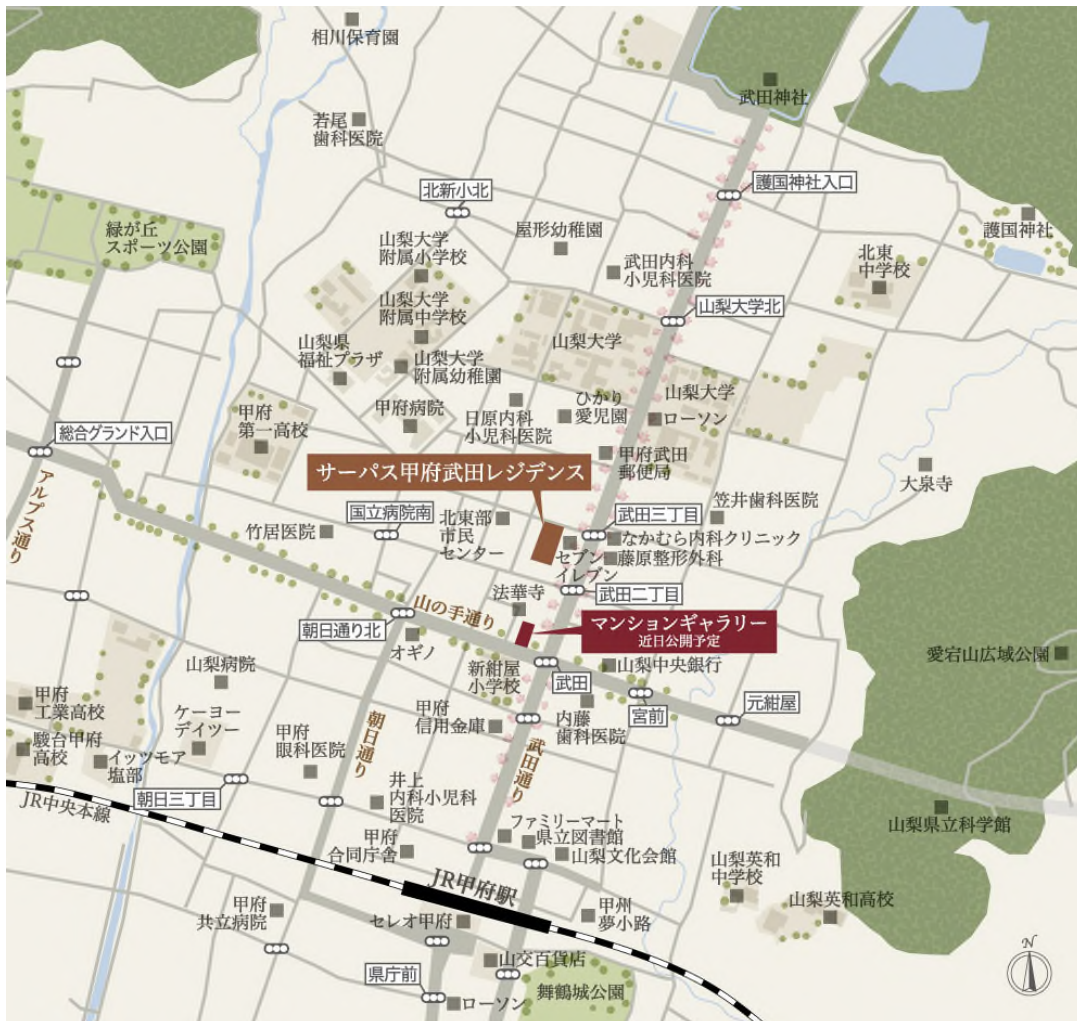 相川保育園
武田神社
若尾
歯科医院
護国神社入口
北新小北
護国神社
緑が丘
スポーツ公園
山梨大学
附属小学校
屋形幼稚園
武田内科
小児科医院
北東
中学校
山梨大学
附属中学校
山梨大学北
山梨県
福祉プラザ
山梨大学
山梨大学
附属幼稚園
山梨大学
甲府病院
日原内科
小児科医院
ひかり
愛児園
ローソン
甲府
第一高校
総合グランド入口
甲府武田
郵便局
サーパス甲府武田レジデンス
大泉寺
アルプス通り
竹居医院
国立病院南
北東部
市民
センター
笠井歯科医院
武田三丁目
なかむら内科クリニック
セブン
イレブン
藤原整形外科
武田二丁目
法華寺
山の手通り
朝日通り北
マンションギャラリー
近日公開予定
オギノ
山梨病院
新紺屋
小学校
武田
山梨中央銀行
愛宕山広域公園
甲府
工業高校
ケーヨー
デイツー
宮前
元紺屋
甲府
信用金庫
内藤
歯科医院
駿台甲府
高校
イッツモア
塩部
甲府
眼科医院
朝日通り
武田通り
朝日三丁目
JR中央本線
井上
内科小児科
医院
ファミリーマート
県立図書館
山梨文化会館
山梨県立科学館
甲府
合同庁舎
JR甲府駅
山梨英和
中学校
山梨英和高校
甲府
共立病院
セレオ甲府
甲州
夢小路
山交百貨店
県庁前
舞鶴城公園
ローソン
N